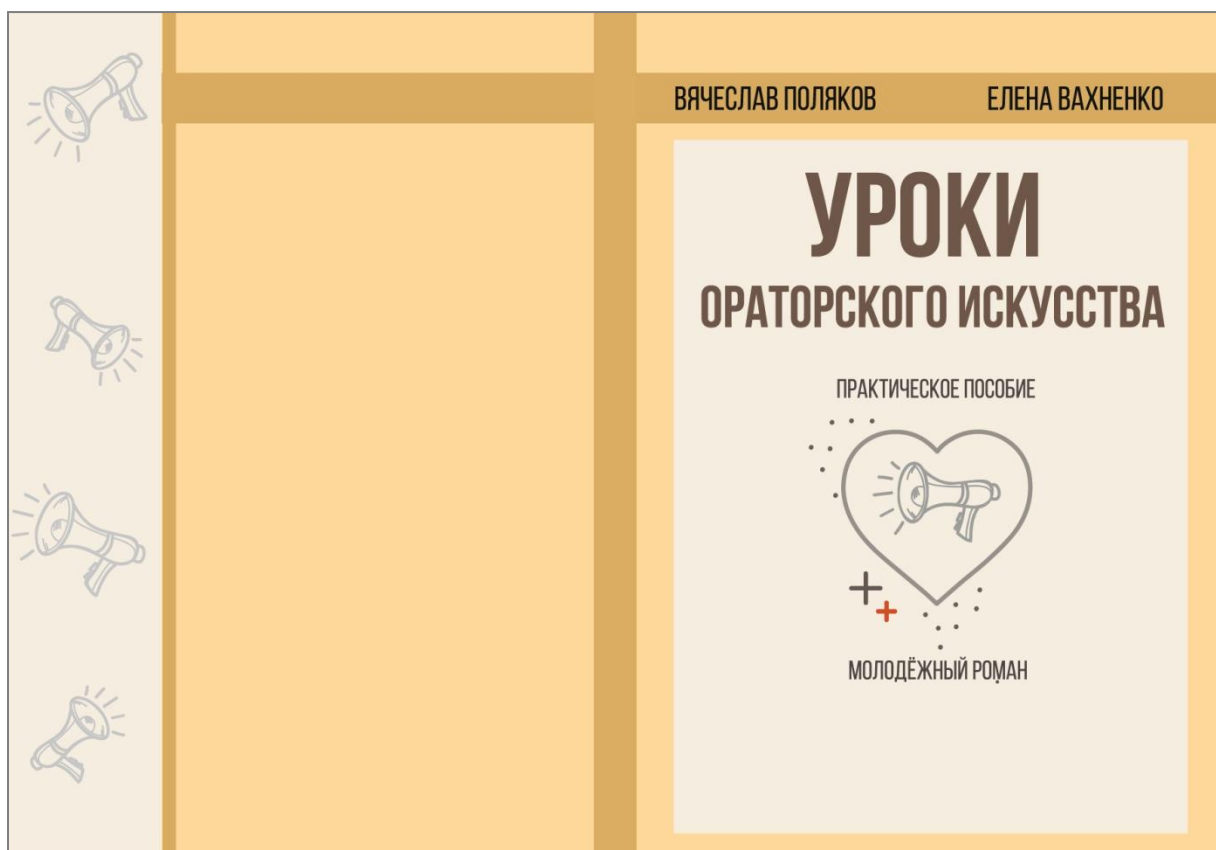 ВЯЧЕСЛАВ ПОЛЯКОВ ЕЛЕНА ВАХНЕНКО
УРОКИ
ОРАТОРСКОГО ИСКУССТВА
ПРАКТИЧЕСКОЕ ПОСОБИЕ
МОЛОДЁЖНЫЙ РОМАН